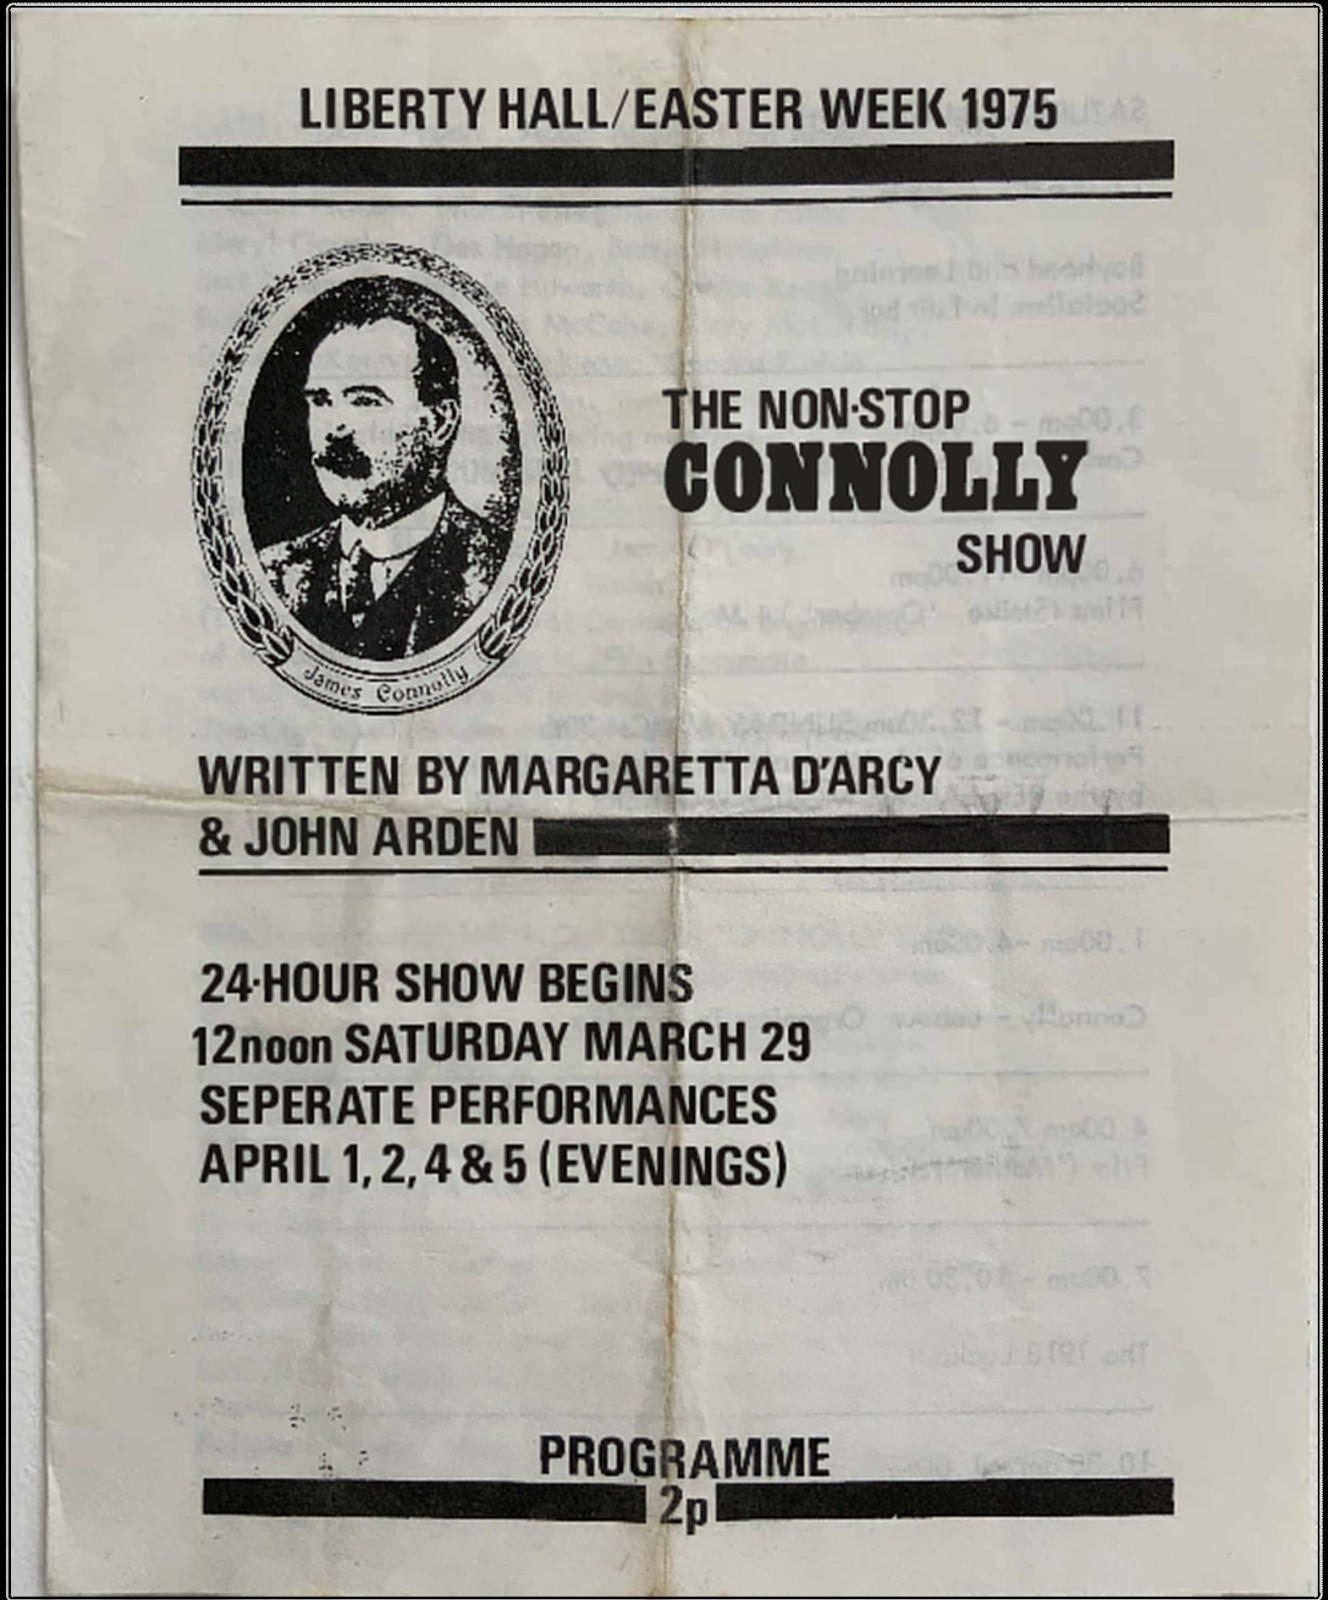 LIBERTY HALL/EASTER WEEK 1975
THE NON-STOP
CONNOLLY
SHOW
James Connolly
WRITTEN BY MARGARETTA D'ARCY
& JOHN ARDEN
24-HOUR SHOW BEGINS
12noon SATURDAY MARCH 29
SEPERATE PERFORMANCES
APRIL 1, 2, 4 & 5 (EVENINGS)
PROGRAMME
2p